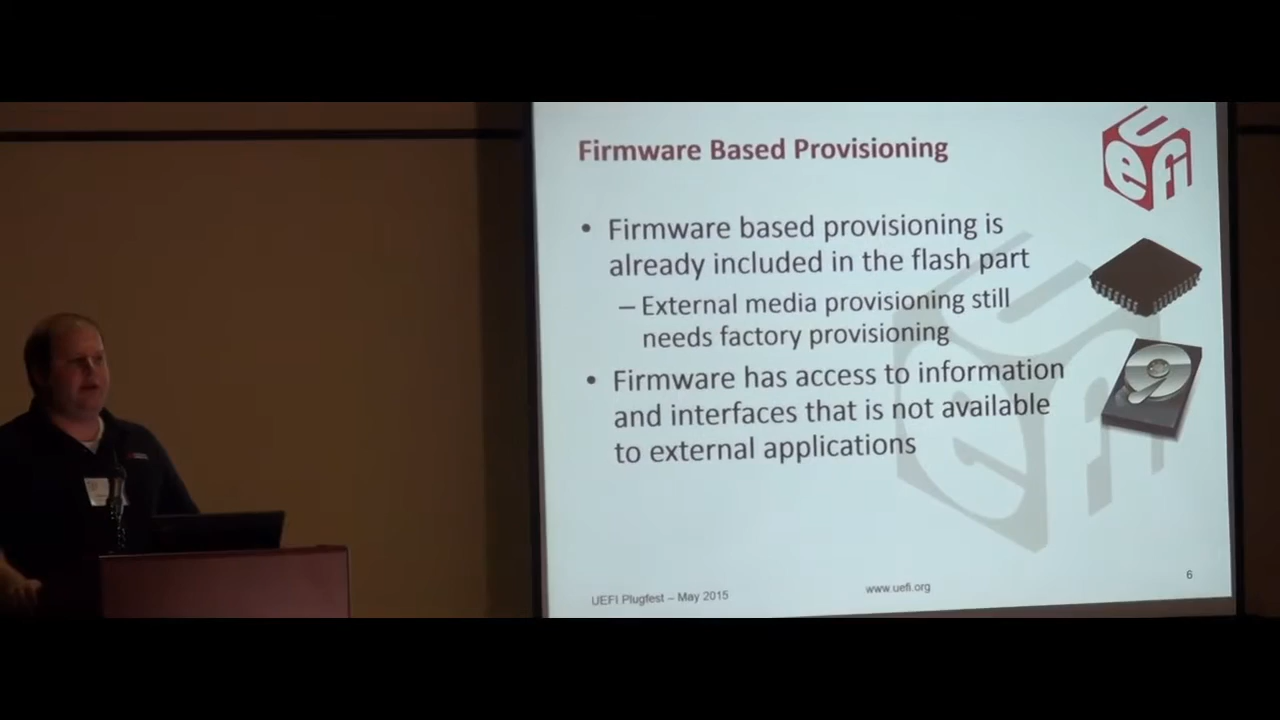 Firmware Based Provisioning
UEFI
• Firmware based provisioning is
already included in the flash part
– External media provisioning still
needs factory provisioning
• Firmware has access to information
and interfaces that is not available
to external applications
UEFI Plugfest – May 2015
www.uefi.org
6